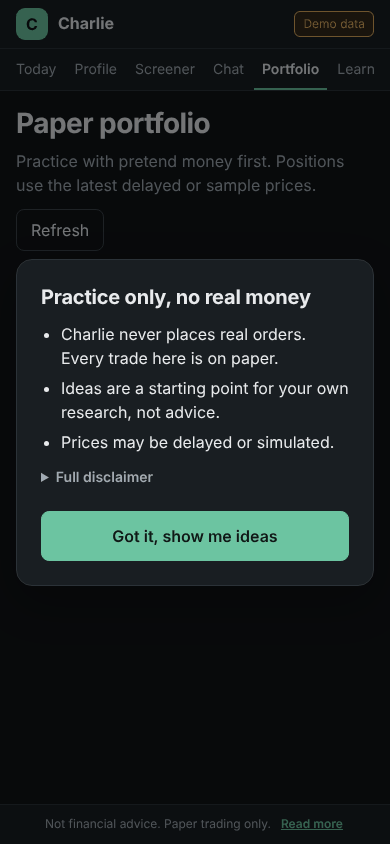 C Charlie Demo data
Today Profile Screener Chat Portfolio Learn
Paper portfolio
Practice with pretend money first. Positions
use the latest delayed or sample prices.
Refresh
Practice only, no real money
• Charlie never places real orders.
Every trade here is on paper.
• Ideas are a starting point for your own
research, not advice.
• Prices may be delayed or simulated.
▶ Full disclaimer
Got it, show me ideas
Not financial advice. Paper trading only. Read more